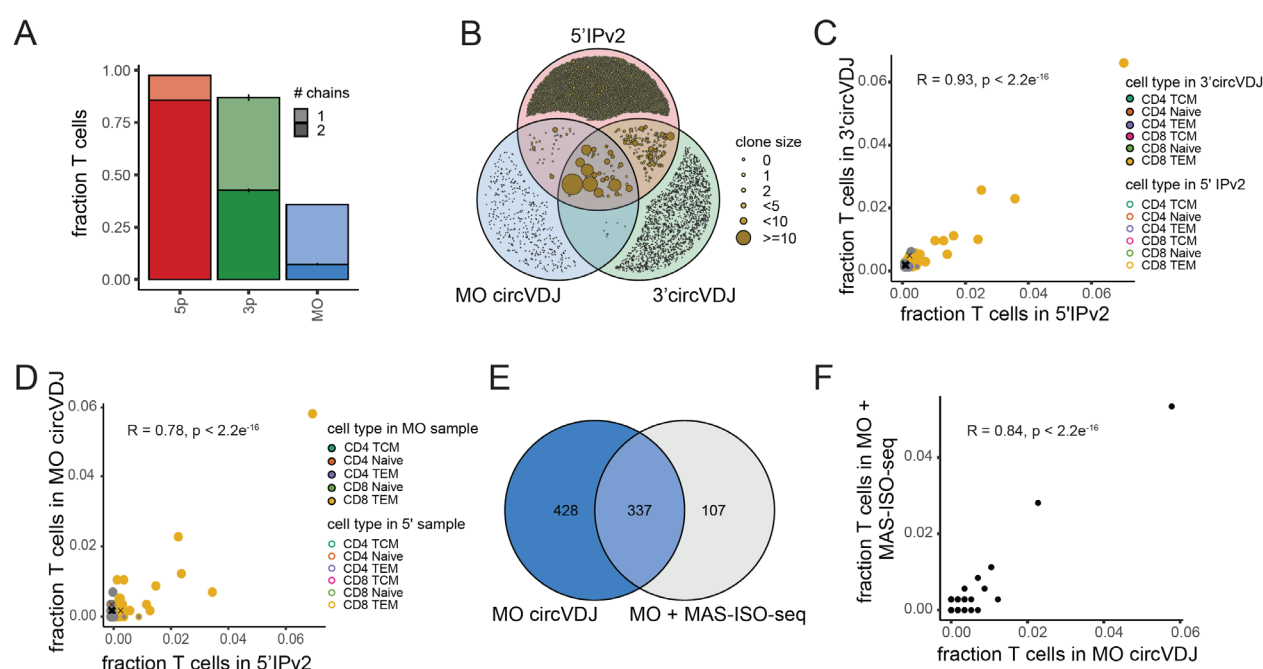 A
1.00
0.75
0.50
0.25
0.00
fraction T cells
5p
3p
MO
# chains
1
2
B
5'IPv2
MO circVDJ
3'circVDJ
clone size
0
1
2
<5
<10
>=10
C
R = 0.93, p < 2.2e-16
fraction T cells in 3'circVDJ
0.06
0.04
0.02
0.00
0.00
0.02
0.04
0.06
fraction T cells in 5'IPv2
cell type in 3'circVDJ
CD4 TCM
CD4 Naive
CD4 TEM
CD8 TCM
CD8 Naive
CD8 TEM
cell type in 5' IPv2
CD4 TCM
CD4 Naive
CD4 TEM
CD8 TCM
CD8 Naive
CD8 TEM
D
R = 0.78, p < 2.2e-16
fraction T cells in MO circVDJ
0.06
0.04
0.02
0.00
0.00
0.02
0.04
0.06
fraction T cells in 5'IPv2
cell type in MO sample
CD4 TCM
CD4 Naive
CD4 TEM
CD8 Naive
CD8 TEM
cell type in 5' sample
CD4 TCM
CD4 Naive
CD4 TEM
CD8 TCM
CD8 Naive
CD8 TEM
E
428
337
107
MO circVDJ
MO + MAS-ISO-seq
F
R = 0.84, p < 2.2e-16
fraction T cells in MO +
MAS-ISO-seq
0.04
0.02
0.00
0.00
0.02
0.04
0.06
fraction T cells in MO circVDJ